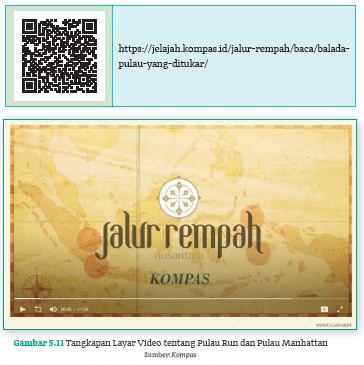 https://jelajah.kompas.id/jalur-rempah/baca/balada-
pulau-yang-ditukar/
jalur rempah
nusantara
KOMPAS
Gambar 5.11 Tangkapan Layar Video tentang Pulau Run dan Pulau Manhattan
Sumber: Kompas